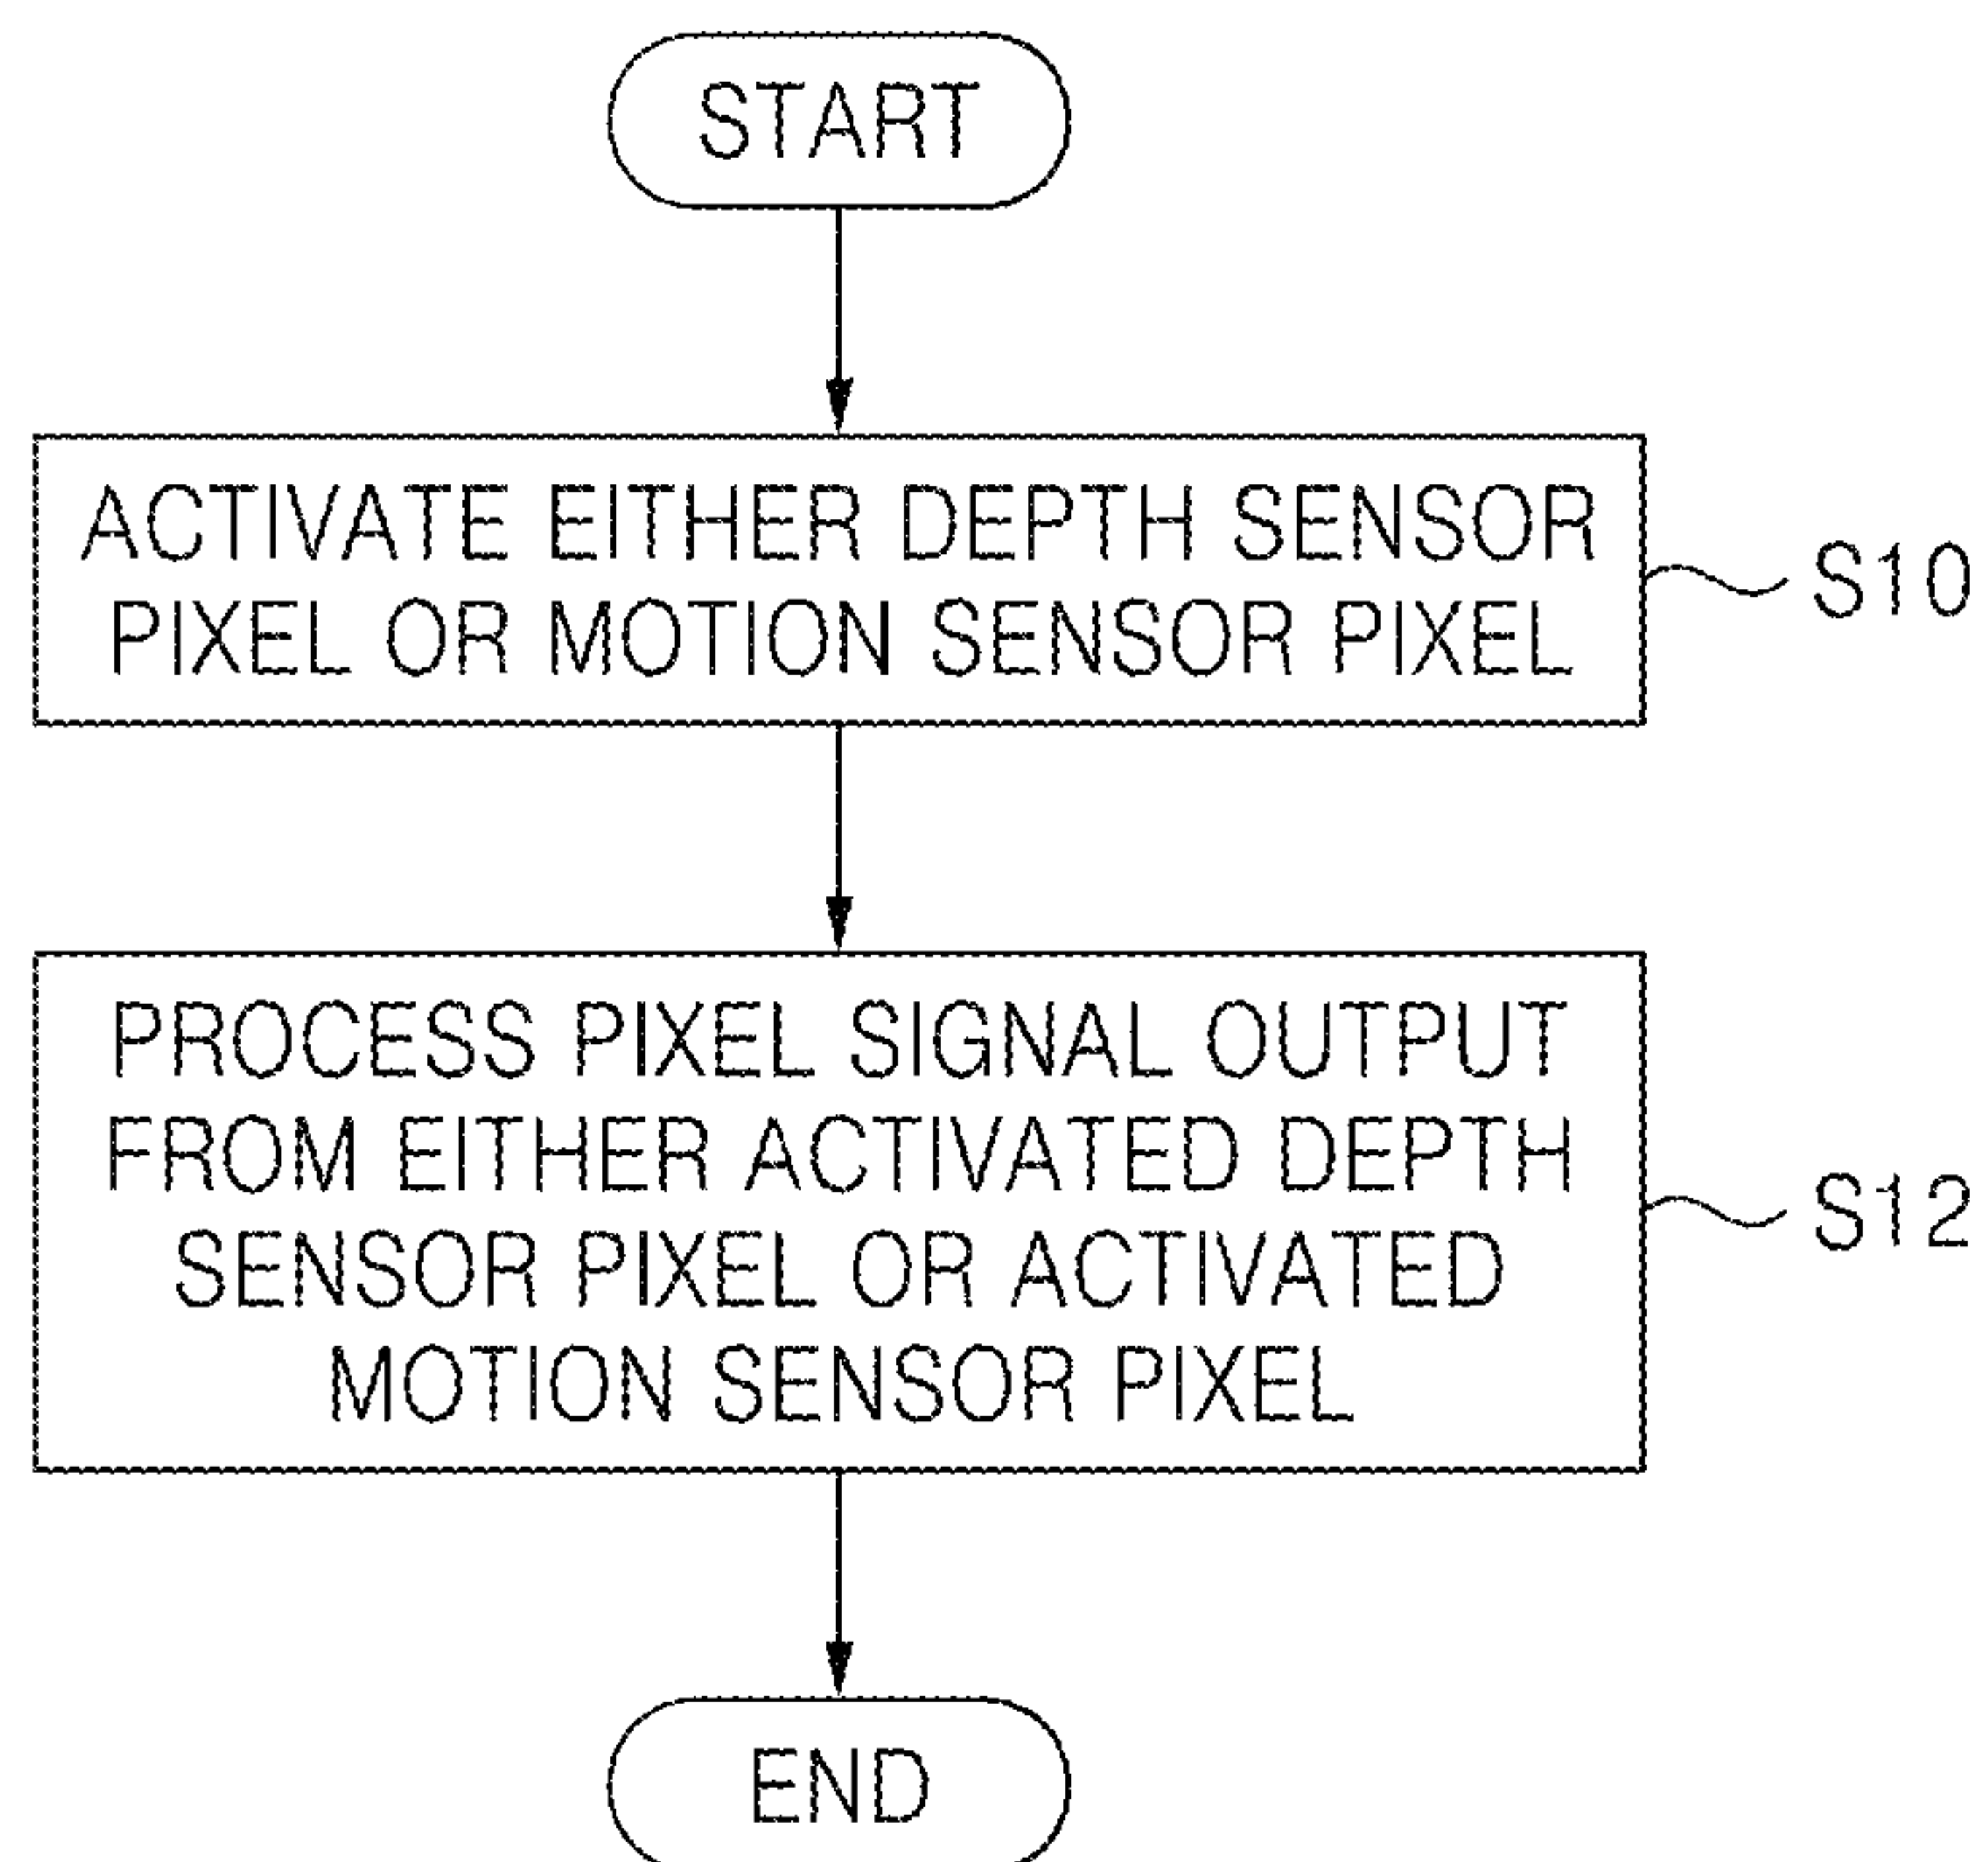 START
ACTIVATE EITHER DEPTH SENSOR
PIXEL OR MOTION SENSOR PIXEL
S10
PROCESS PIXEL SIGNAL OUTPUT
FROM EITHER ACTIVATED DEPTH
SENSOR PIXEL OR ACTIVATED
MOTION SENSOR PIXEL
S12
END